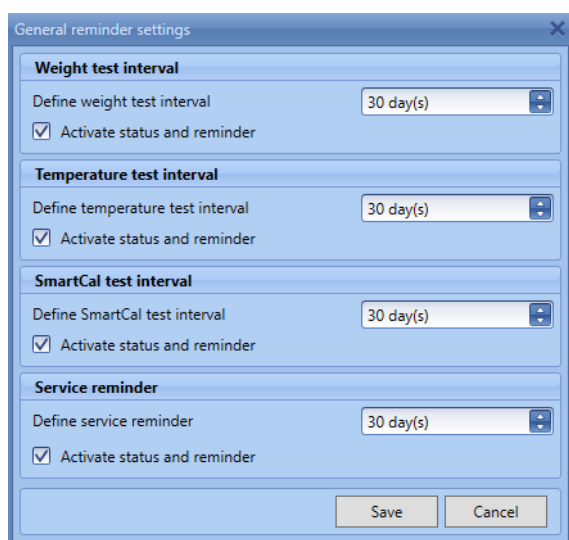 General reminder settings
Weight test interval
Define weight test interval 30 day(s)
Activate status and reminder
Temperature test interval
Define temperature test interval 30 day(s)
Activate status and reminder
SmartCal test interval
Define SmartCal test interval 30 day(s)
Activate status and reminder
Service reminder
Define service reminder 30 day(s)
Activate status and reminder
Save Cancel